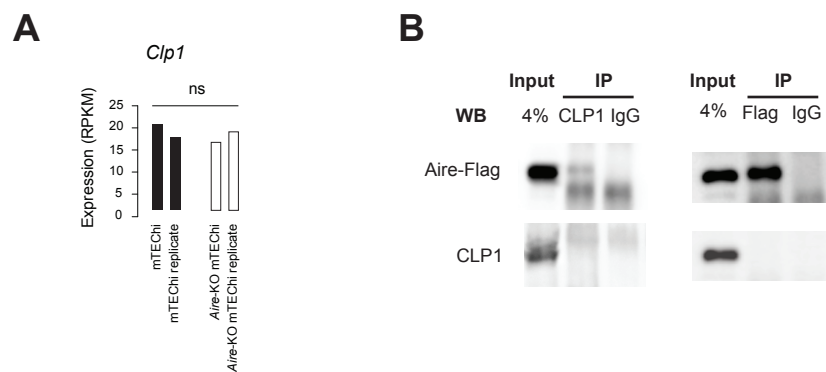 A
Clp1
ns
Expression (RPKM)
25
20
15
10
5
0
mTEChi
mTEChi replicate
Aire-KO mTEChi
Aire-KO mTEChi replicate
B
Input IP
WB 4% CLP1 IgG
Aire-Flag
CLP1
Input IP
4% Flag IgG